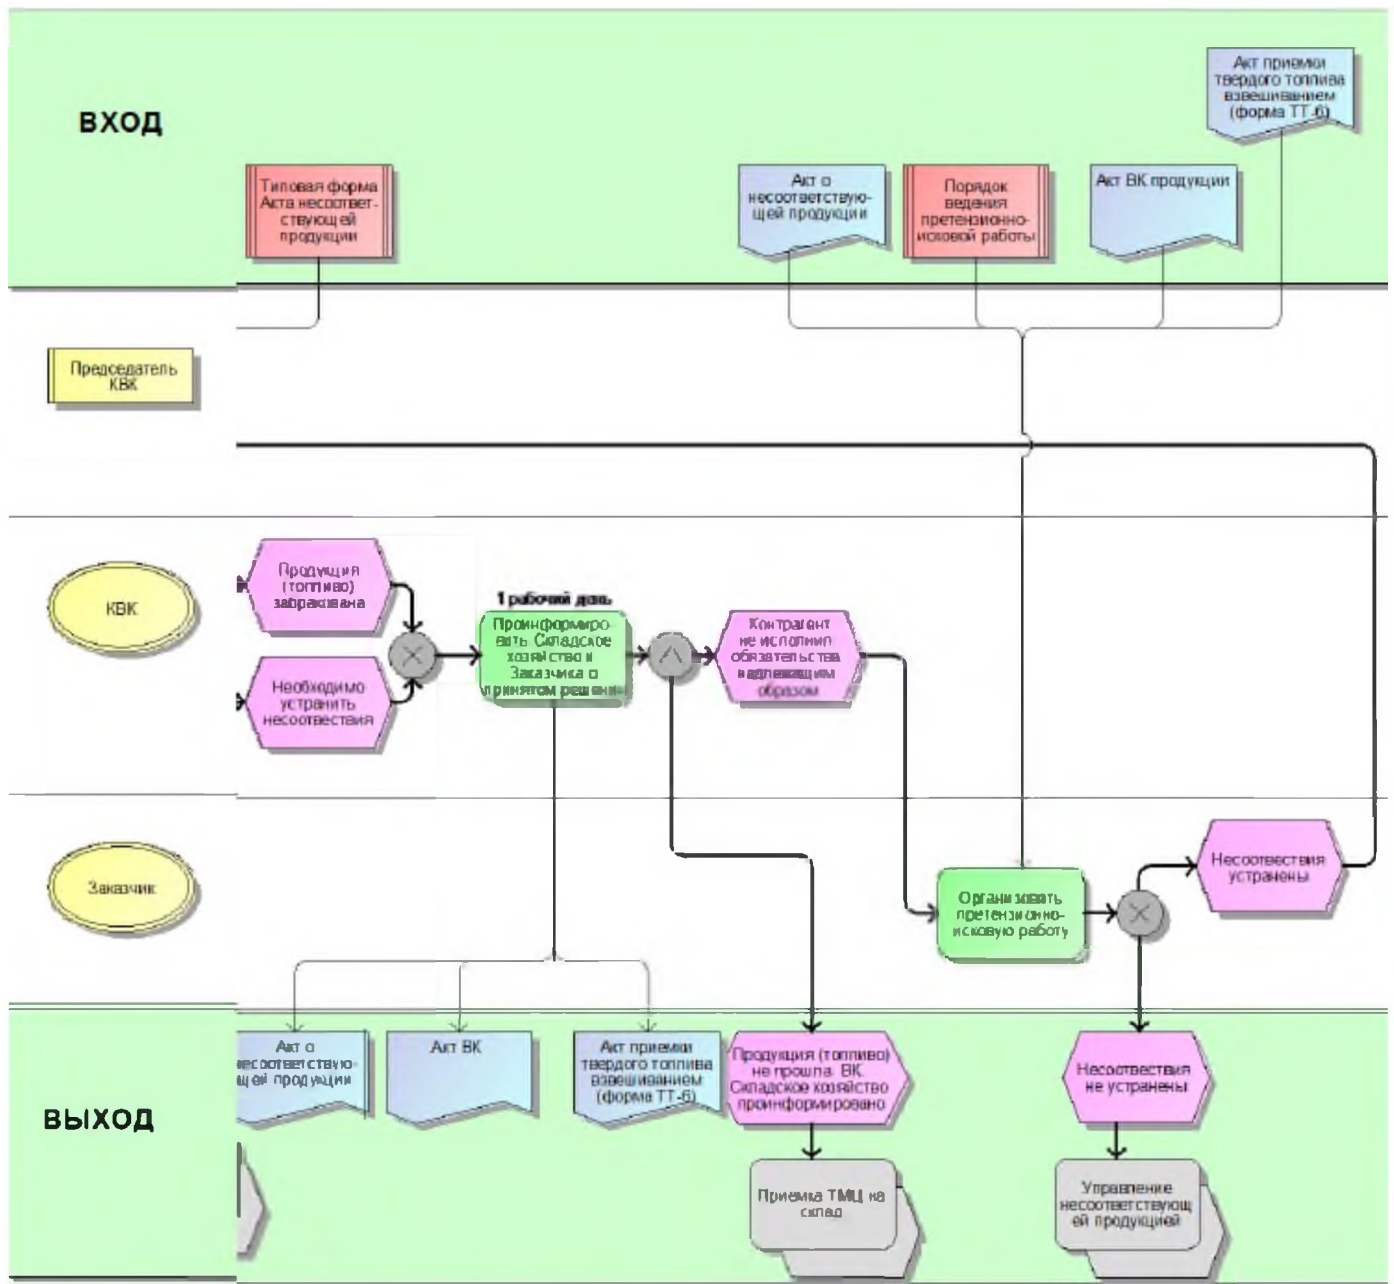 ВХОД
Акт приемки
твердого топлива
взвешиванием
(форма ТТ-6)
Типовая форма
Акта несоответ-
ствующей
продукции
Акт о
несоответствую-
щей продукции
Порядок
ведения
претензионно-
исковой работы
Акт ВК продукции
Председатель
КВК
КВК
Продукция
(топливо)
забракована
Необходимо
устранить
несоотвествия
1 рабочий день
Проинформиро-
вать Складское
хозяйство и
Заказчика о
принятом решении
Контрагент
не исполнил
обязательства
надлежащим
образом
Заказчик
Организовать
претензионно-
исковую работу
Несоотвествия
устранены
ВЫХОД
Акт о
несоответствую-
щей продукции
Акт ВК
Акт приемки
твердого топлива
взвешиванием
(форма ТТ-6)
Продукция (топливо)
не прошла ВК.
Складское хозяйство
проинформировано
Несоотвествия
не устранены
Приемка ТМЦ на
склад
Управление
несоответствующ
ей продукцией